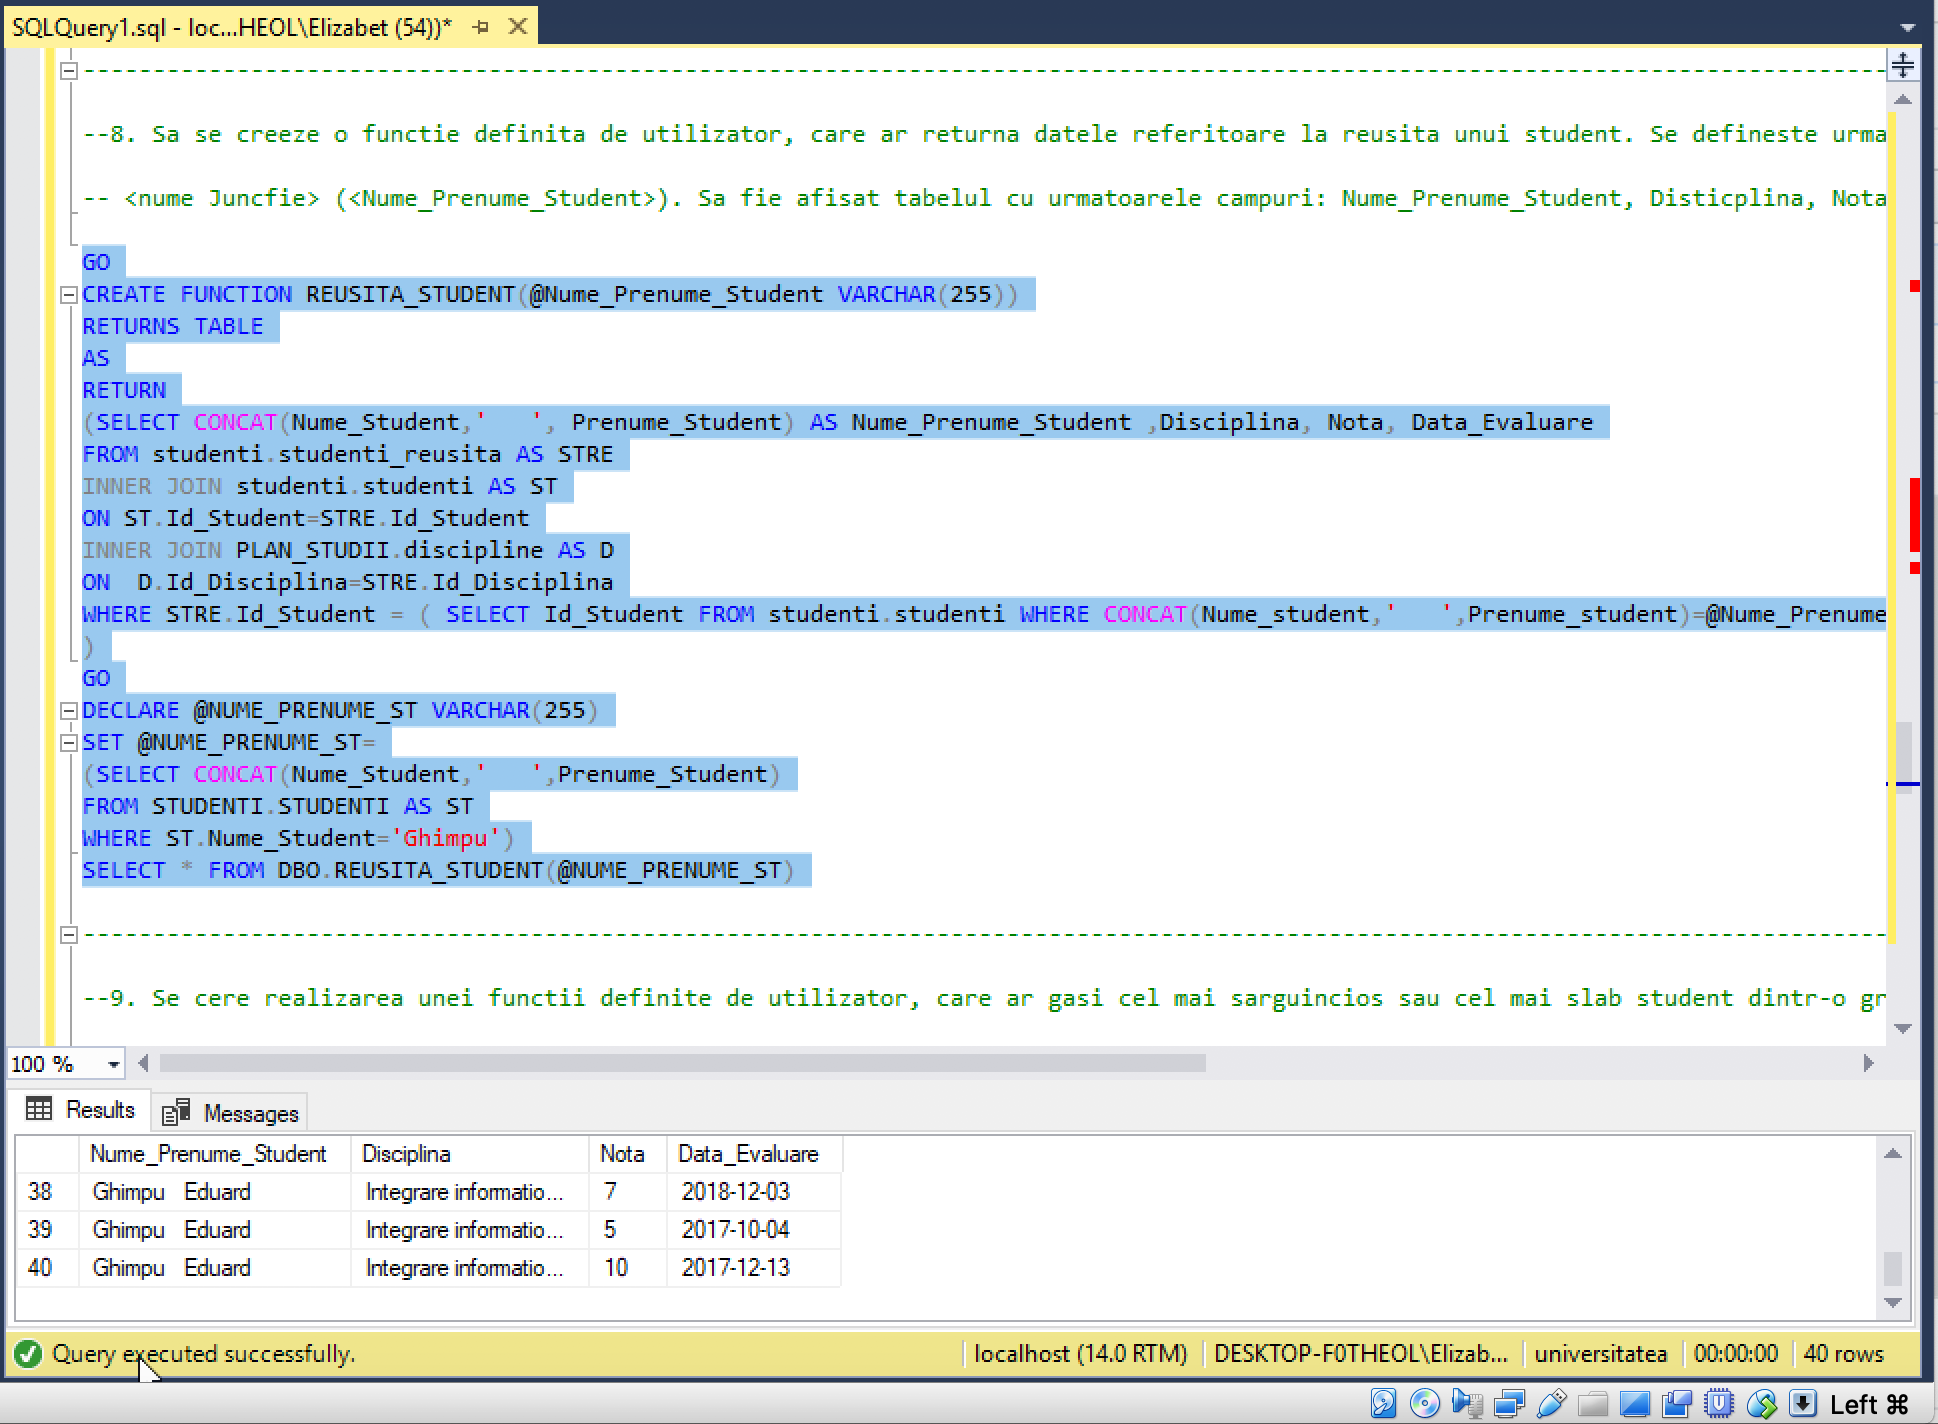 SQLQuery1.sql - loc...HEOL\Elizabet (54))*
--8. Sa se creeze o functie definita de utilizator, care ar returna datele referitoare la reusita unui student. Se defineste urma
-- <nume Juncfie> (<Nume_Prenume_Student>). Sa fie afisat tabelul cu urmatoarele campuri: Nume_Prenume_Student, Disticplina, Nota
GO
CREATE FUNCTION REUSITA_STUDENT(@Nume_Prenume_Student VARCHAR(255))
RETURNS TABLE
AS
RETURN
(SELECT CONCAT(Nume_Student,'   ', Prenume_Student) AS Nume_Prenume_Student ,Disciplina, Nota, Data_Evaluare
FROM studenti.studenti_reusita AS STRE
INNER JOIN studenti.studenti AS ST
ON ST.Id_Student=STRE.Id_Student
INNER JOIN PLAN_STUDII.discipline AS D
ON  D.Id_Disciplina=STRE.Id_Disciplina
WHERE STRE.Id_Student = ( SELECT Id_Student FROM studenti.studenti WHERE CONCAT(Nume_student,'   ',Prenume_student)=@Nume_Prenume
)
GO
DECLARE @NUME_PRENUME_ST VARCHAR(255)
SET @NUME_PRENUME_ST=
(SELECT CONCAT(Nume_Student,'   ',Prenume_Student)
FROM STUDENTI.STUDENTI AS ST
WHERE ST.Nume_Student='Ghimpu')
SELECT * FROM DBO.REUSITA_STUDENT(@NUME_PRENUME_ST)
--9. Se cere realizarea unei functii definite de utilizator, care ar gasi cel mai sarguincios sau cel mai slab student dintr-o gr
100 %
Results Messages
Nume_Prenume_Student Disciplina Nota Data_Evaluare
38 Ghimpu   Eduard Integrare informatio... 7 2018-12-03
39 Ghimpu   Eduard Integrare informatio... 5 2017-10-04
40 Ghimpu   Eduard Integrare informatio... 10 2017-12-13
Query executed successfully. localhost (14.0 RTM) DESKTOP-F0THEOL\Elizab... universitatea 00:00:00 40 rows
Left ⌘